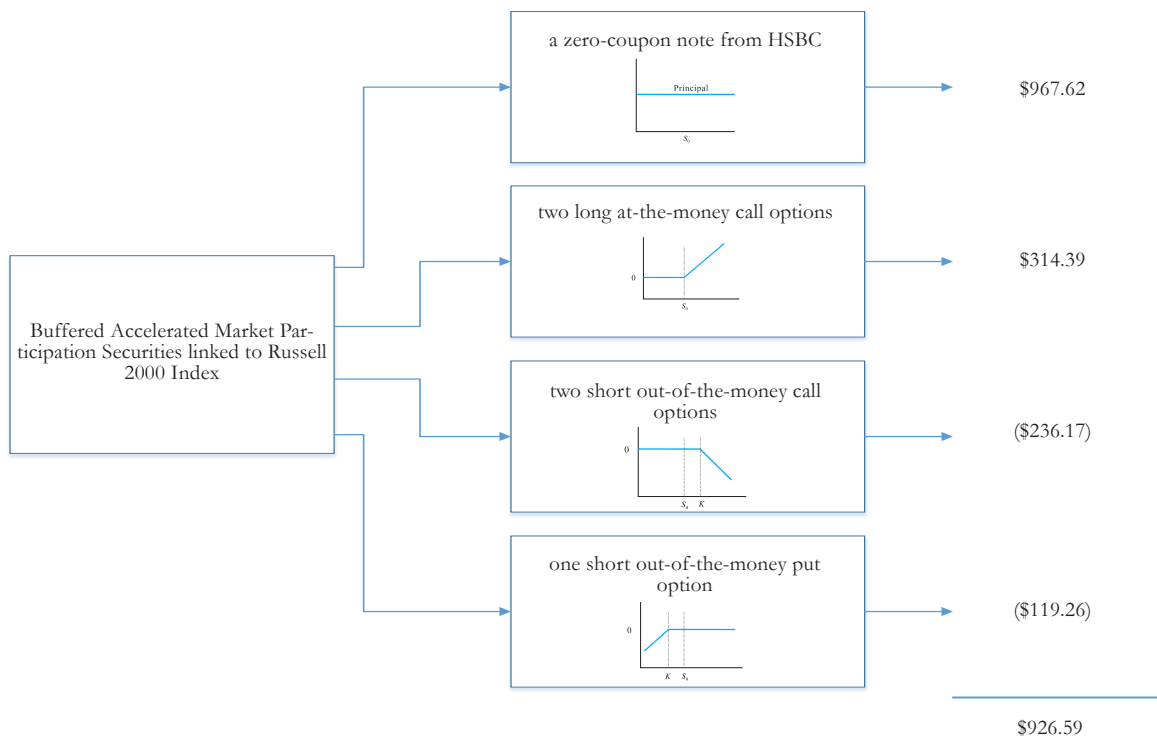 a zero-coupon note from HSBC
Principal
S0
$967.62
two long at-the-money call options
0
S0
$314.39
Buffered Accelerated Market Par-
ticipation Securities linked to Russell
2000 Index
two short out-of-the-money call
options
0
S0 K
($236.17)
one short out-of-the-money put
option
0
K S0
($119.26)
$926.59